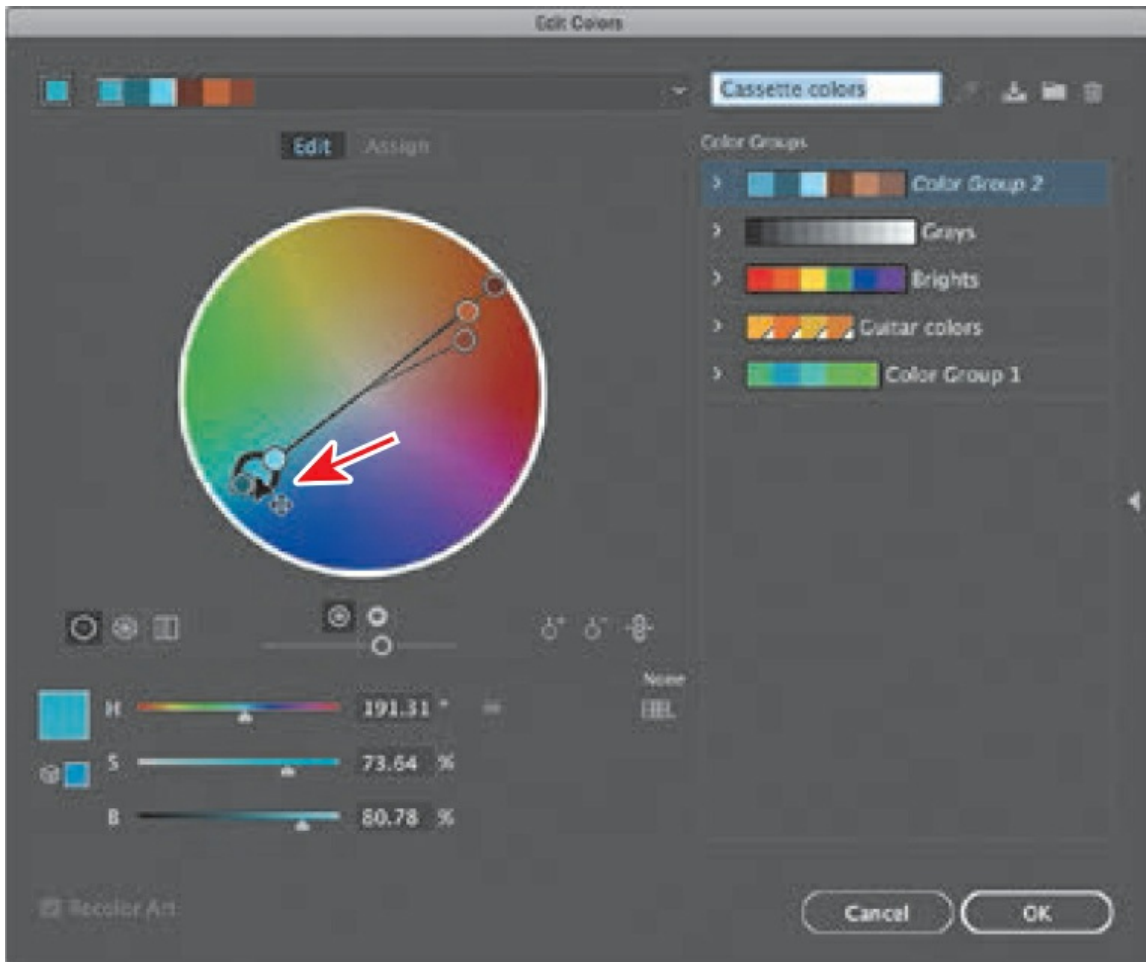 Edit Colors
Cassette colors
Edit Assign
Color Groups
Color Group 2
Grays
Brights
Guitar colors
Color Group 1
None
H 191.31 °
S 73.64 %
B 80.78 %
Recolor Art
Cancel OK